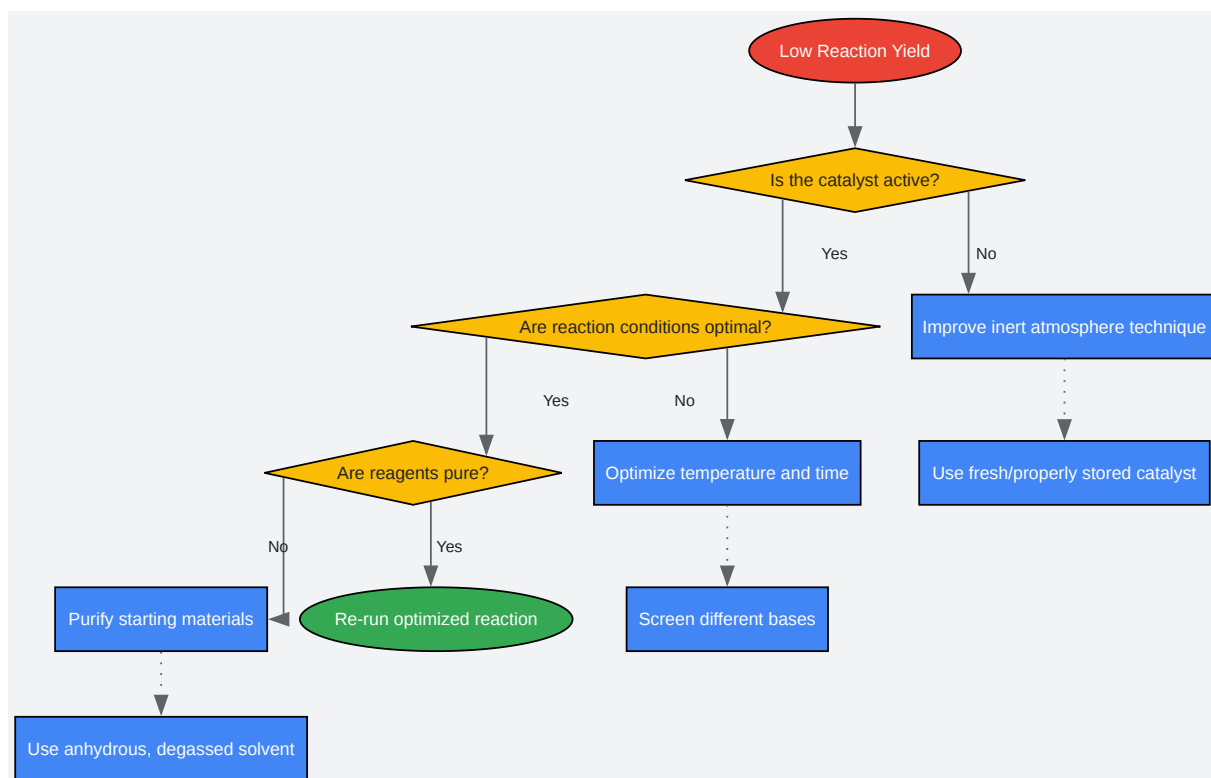 Low Reaction Yield
Is the catalyst active?
Yes
No
Are reaction conditions optimal?
Improve inert atmosphere technique
Yes
No
Are reagents pure?
Optimize temperature and time
Use fresh/properly stored catalyst
No
Yes
Purify starting materials
Re-run optimized reaction
Screen different bases
Use anhydrous, degassed solvent